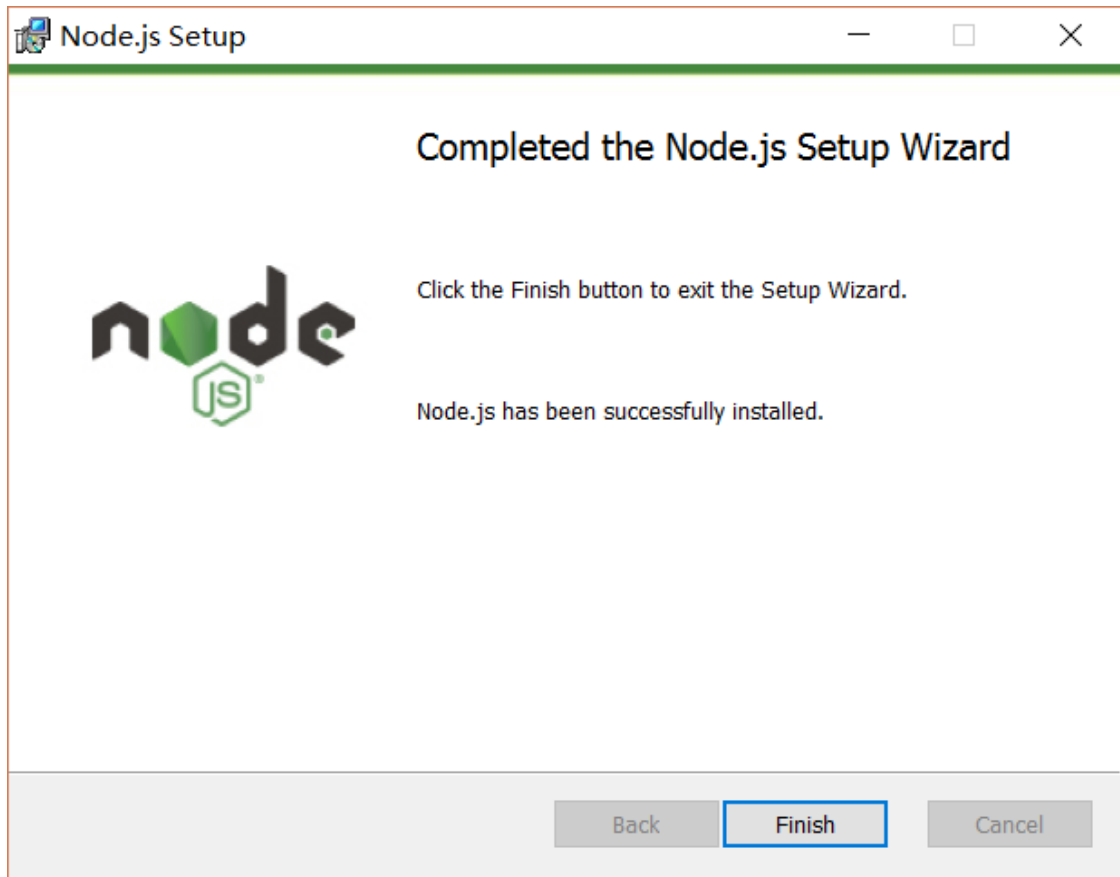 Node.js Setup
Completed the Node.js Setup Wizard
Click the Finish button to exit the Setup Wizard.
node
JS®
Node.js has been successfully installed.
Back
Finish
Cancel